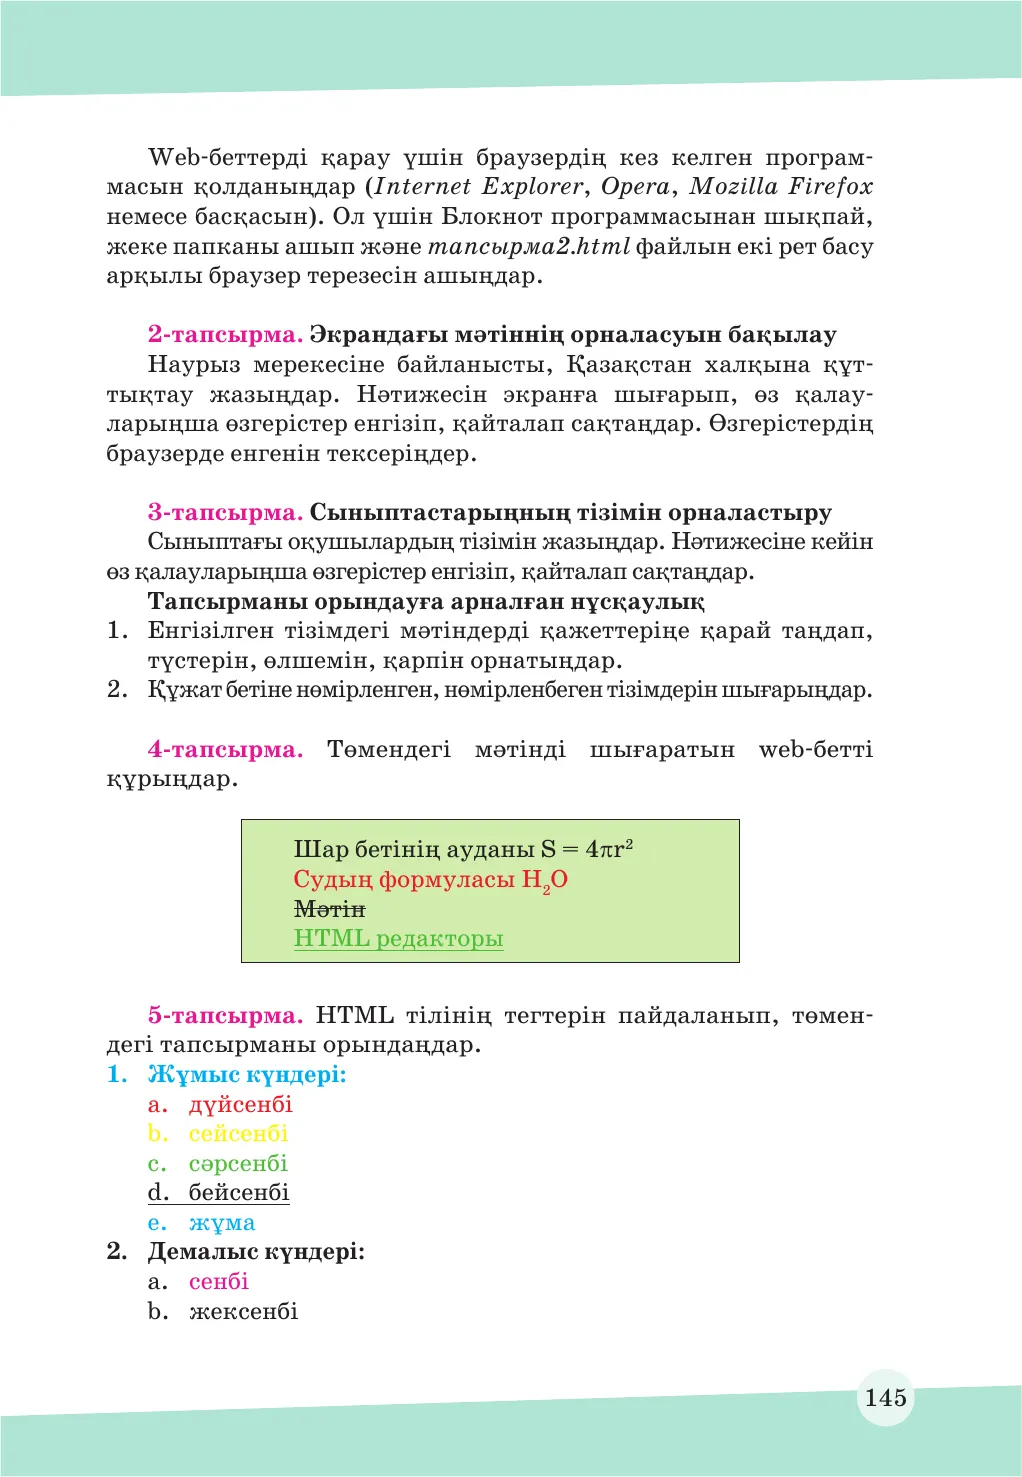 Web-беттерді қарау үшін браузердің кез келген програм-
масын қолданыңдар (Internet Explorer, Opera, Mozilla Firefox
немесе басқасын). Ол үшін Блокнот программасынан шықпай,
жеке папканы ашып және тапсырма2.html файлын екі рет басу
арқылы браузер терезесін ашыңдар.
2-тапсырма. Экрандағы мәтіннің орналасуын бақылау
Наурыз мерекесіне байланысты, Қазақстан халқына құт-
тықтау жазыңдар. Нәтижесін экранға шығарып, өз қалау-
ларыңша өзгерістер енгізіп, қайталап сақтаңдар. Өзгерістердің
браузерде енгенін тексеріңдер.
3-тапсырма. Сыныптастарыңның тізімін орналастыру
Сыныптағы оқушылардың тізімін жазыңдар. Нәтижесіне кейін
өз қалауларыңша өзгерістер енгізіп, қайталап сақтаңдар.
Тапсырманы орындауға арналған нұсқаулық
1. Енгізілген тізімдегі мәтіндерді қажеттеріңе қарай таңдап,
түстерін, өлшемін, қарпін орнатыңдар.
2. Құжат бетіне нөмірленген, нөмірленбеген тізімдерін шығарыңдар.
4-тапсырма. Төмендегі мәтінді шығаратын web-бетті
құрыңдар.
Шар бетінің ауданы S = 4πr²
Судың формуласы H₂O
Мәтін
HTML редакторы
5-тапсырма. HTML тілінің тегтерін пайдаланып, төмен-
дегі тапсырманы орындаңдар.
1. Жұмыс күндері:
a. дүйсенбі
b. сейсенбі
c. сәрсенбі
d. бейсенбі
e. жұма
2. Демалыс күндері:
a. сенбі
b. жексенбі
145